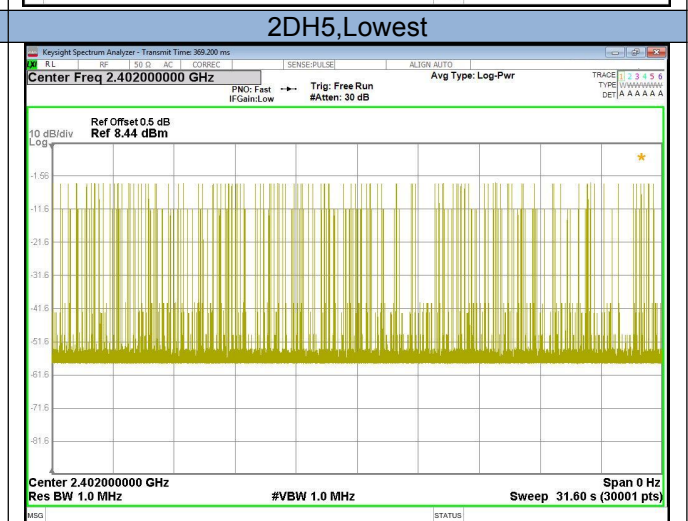 2DH5,Lowest
Keysight Spectrum Analyzer - Transmit Time: 369.200 ms
LXI RL RF 50 Ω AC CORREC SENSE:PULSE ALIGN AUTO
Center Freq 2.402000000 GHz
PNO: Fast
IFGain:Low
Trig: Free Run
#Atten: 30 dB
Avg Type: Log-Pwr
TRACE 1 2 3 4 5 6
TYPE WWWWWW
DET A A A A A A
Ref Offset 0.5 dB
10 dB/div Ref 8.44 dBm
Log
-1.56
-11.6
-21.6
-31.6
-41.6
-51.6
-61.6
-71.6
-81.6
Center 2.402000000 GHz Span 0 Hz
Res BW 1.0 MHz #VBW 1.0 MHz Sweep 31.60 s (30001 pts)
MSG STATUS